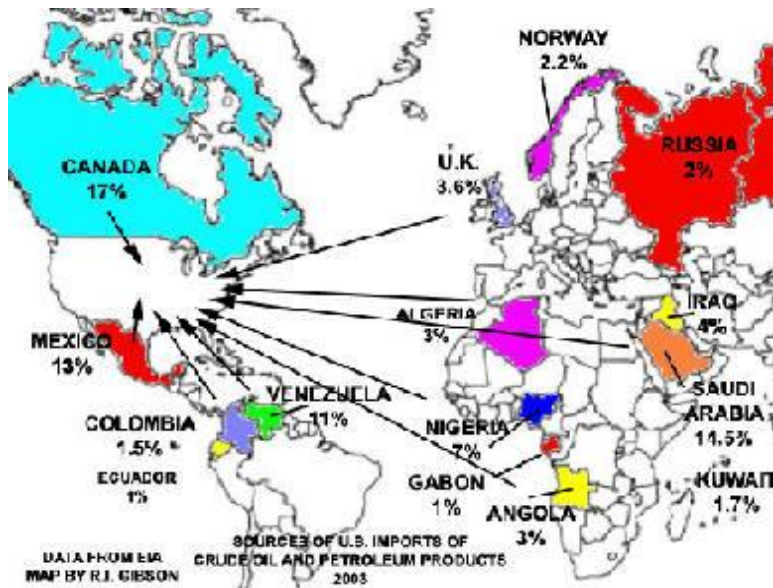 NORWAY
2.2%
CANADA
17%
U.K.
3.6%
RUSSIA
2%
ALGERIA
3%
IRAQ
4%
MEXICO
13%
SAUDI
ARABIA
14.5%
COLOMBIA
1.5%
VENEZUELA
11%
NIGERIA
7%
ECUADOR
1%
GABON
1%
KUWAIT
1.7%
ANGOLA
3%
SOURCES OF U.S. IMPORTS OF
CRUDE OIL AND PETROLEUM PRODUCTS
2003
DATA FROM EIA
MAP BY R.I. GIBSON